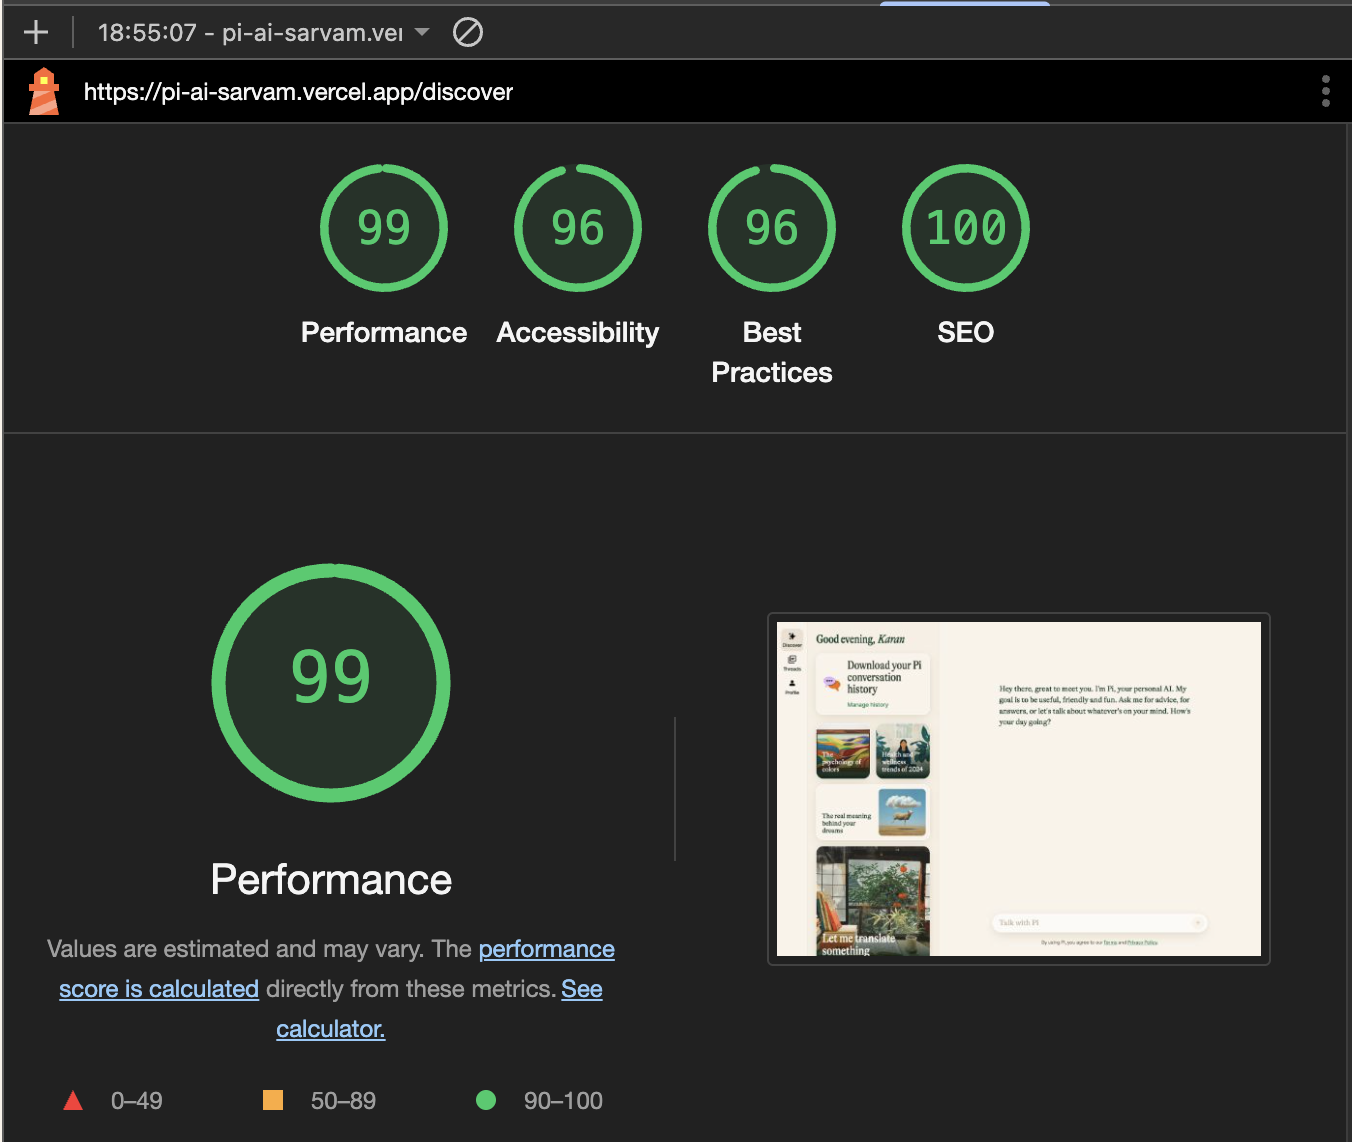 18:55:07 - pi-ai-sarvam.ver
https://pi-ai-sarvam.vercel.app/discover
99
96
96
100
Performance
Accessibility
Best
Practices
SEO
99
Performance
Values are estimated and may vary. The performance
score is calculated directly from these metrics. See
calculator.
0–49
50–89
90–100
Discover
Threads
Profile
Good evening, Karan
Download your Pi
conversation
history
Manage history
The
psychology of
colors
Health and
wellness
trends of 2024
The real meaning
behind your
dreams
Let me translate
something
Hey there, great to meet you. I'm Pi, your personal AI. My
goal is to be useful, friendly and fun. Ask me for advice, for
answers, or let's talk about whatever's on your mind. How's
your day going?
Talk with Pi
By using Pi, you agree to our Terms and Privacy Policy.